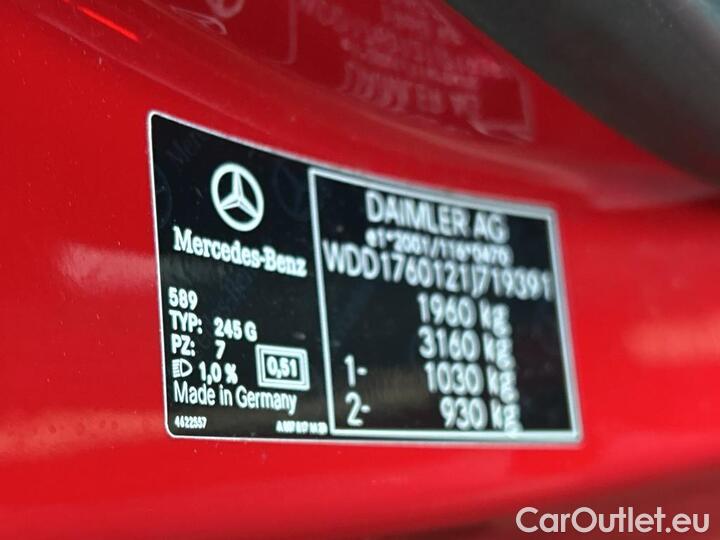 Mercedes-Benz
589
TYP: 245 G
PZ: 7
1,0 %
0,51
Made in Germany
4622557
DAIMLER AG
e1*2001/116*0470
WDD1760121J719391
1960 kg
3160 kg
1- 1030 kg
2- 930 kg
CarOutlet.eu